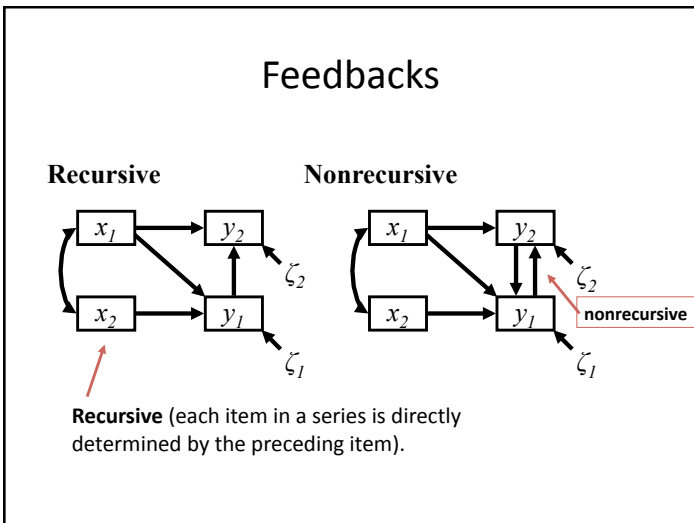 Feedbacks
Recursive
x1
y2
ζ2
x2
y1
ζ1
Nonrecursive
x1
y2
ζ2
nonrecursive
x2
y1
ζ1
Recursive (each item in a series is directly
determined by the preceding item).